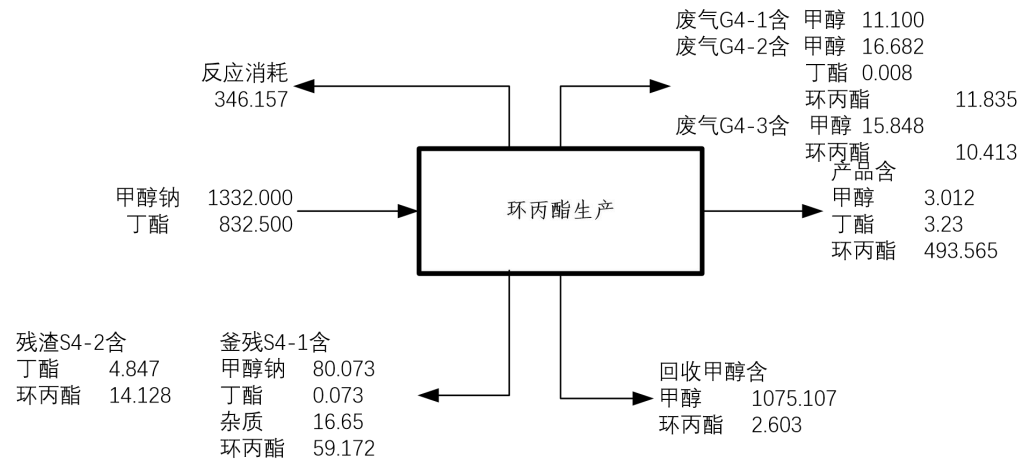 废气G4-1含 甲醇 11.100
废气G4-2含 甲醇 16.682
丁酯 0.008
环丙酯 11.835
废气G4-3含 甲醇 15.848
环丙酯 10.413
反应消耗
346.157
甲醇钠 1332.000
丁酯 832.500
环丙酯生产
产品含
甲醇 3.012
丁酯 3.23
环丙酯 493.565
残渣S4-2含
丁酯 4.847
环丙酯 14.128
釜残S4-1含
甲醇钠 80.073
丁酯 0.073
杂质 16.65
环丙酯 59.172
回收甲醇含
甲醇 1075.107
环丙酯 2.603